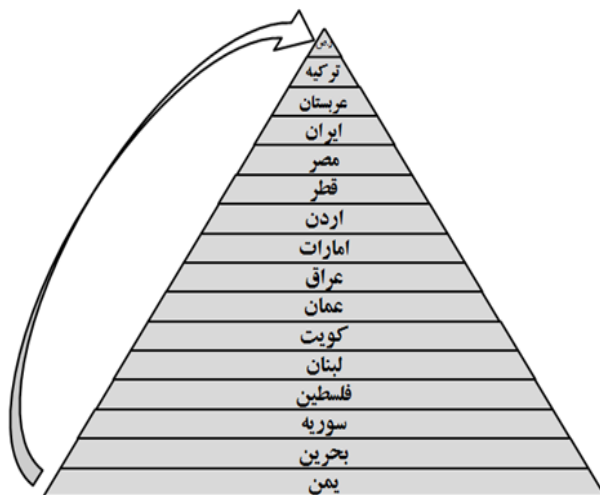 ترکیه
عربستان
ایران
مصر
قطر
اردن
امارات
عراق
عمان
کویت
لبنان
فلسطین
سوریه
بحرین
یمن